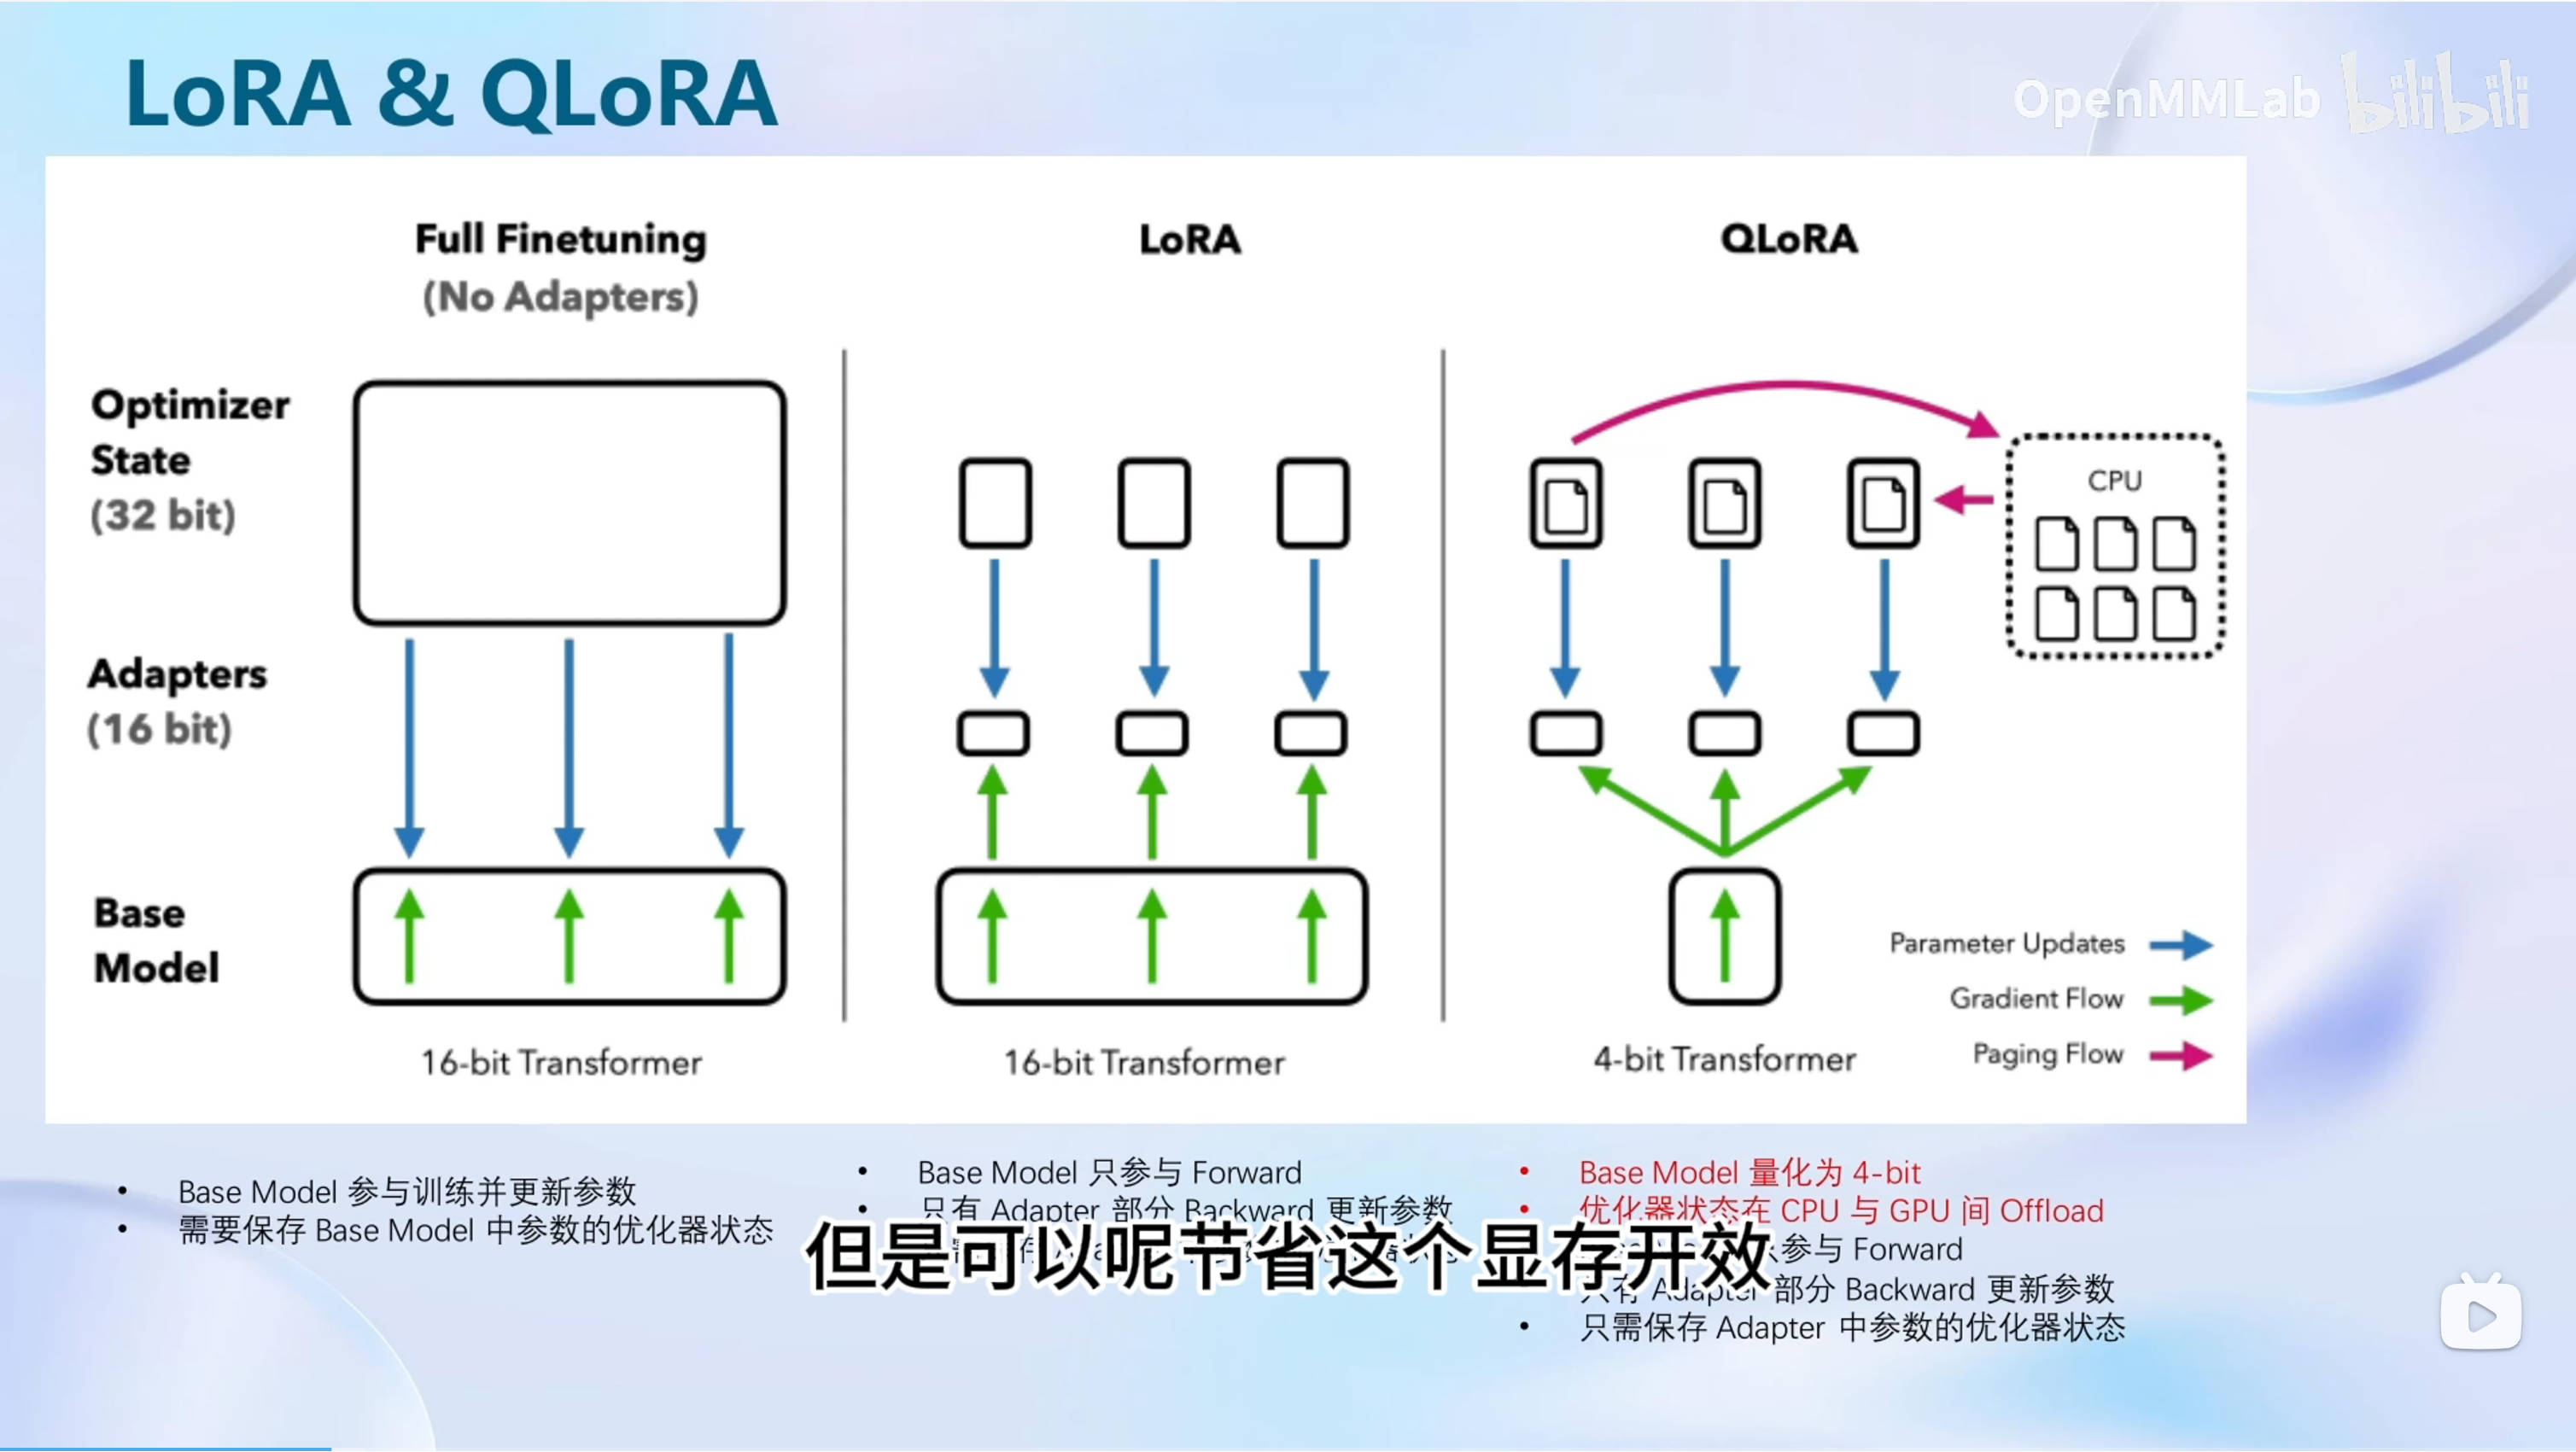 LoRA & QLoRA
OpenMMLab bilibili
Full Finetuning
(No Adapters)
LoRA
QLoRA
Optimizer
State
(32 bit)
CPU
Adapters
(16 bit)
Base
Model
Parameter Updates
Gradient Flow
Paging Flow
16-bit Transformer
16-bit Transformer
4-bit Transformer
• Base Model 参与训练并更新参数
• 需要保存 Base Model 中参数的优化器状态
• Base Model 只参与 Forward
• 只有 Adapter 部分 Backward 更新参数
• Base Model 量化为 4-bit
• 优化器状态在 CPU 与 GPU 间 Offload
参与 Forward
只有 Adapter 部分 Backward 更新参数
• 只需保存 Adapter 中参数的优化器状态
但是可以呢节省这个显存开效